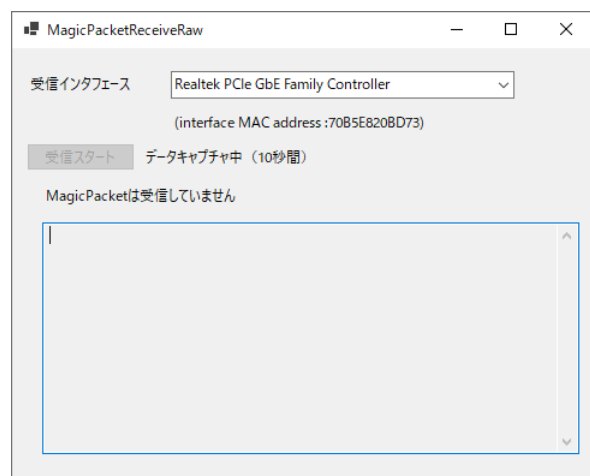 MagicPacketReceiveRaw
受信インタフェース Realtek PCIe GbE Family Controller
(interface MAC address :70B5E820BD73)
受信スタート データキャプチャ中（10秒間）
MagicPacketは受信していません